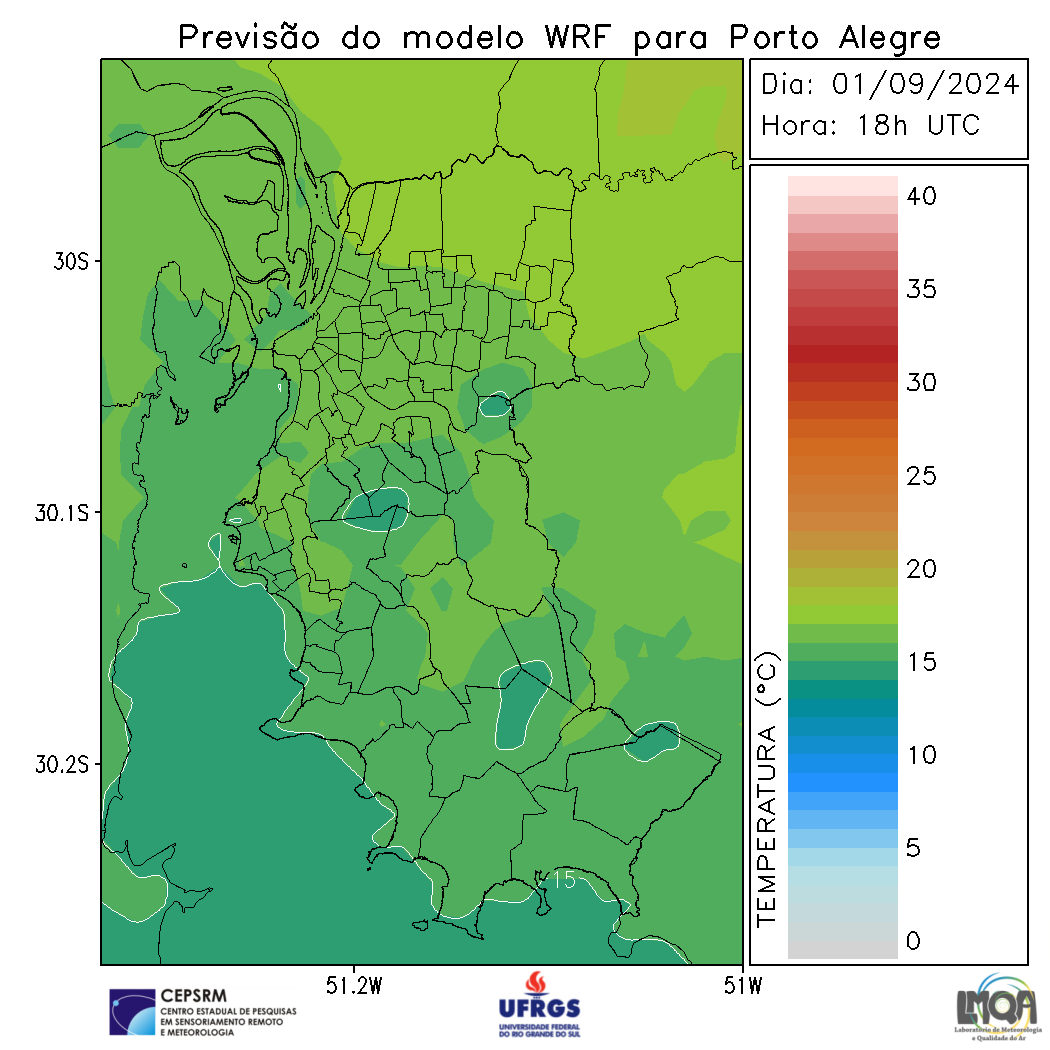 Previsão do modelo WRF para Porto Alegre
Dia: 01/09/2024
Hora: 18h UTC
40
35
30
25
20
15
10
5
0
TEMPERATURA (°C)
30S
30.1S
30.2S
15
51.2W
51W
CEPSRM
CENTRO ESTADUAL DE PESQUISAS
EM SENSORIAMENTO REMOTO
E METEOROLOGIA
UFRGS
UNIVERSIDADE FEDERAL
DO RIO GRANDE DO SUL
LMQA
Laboratório de Meteorologia
e Qualidade do Ar